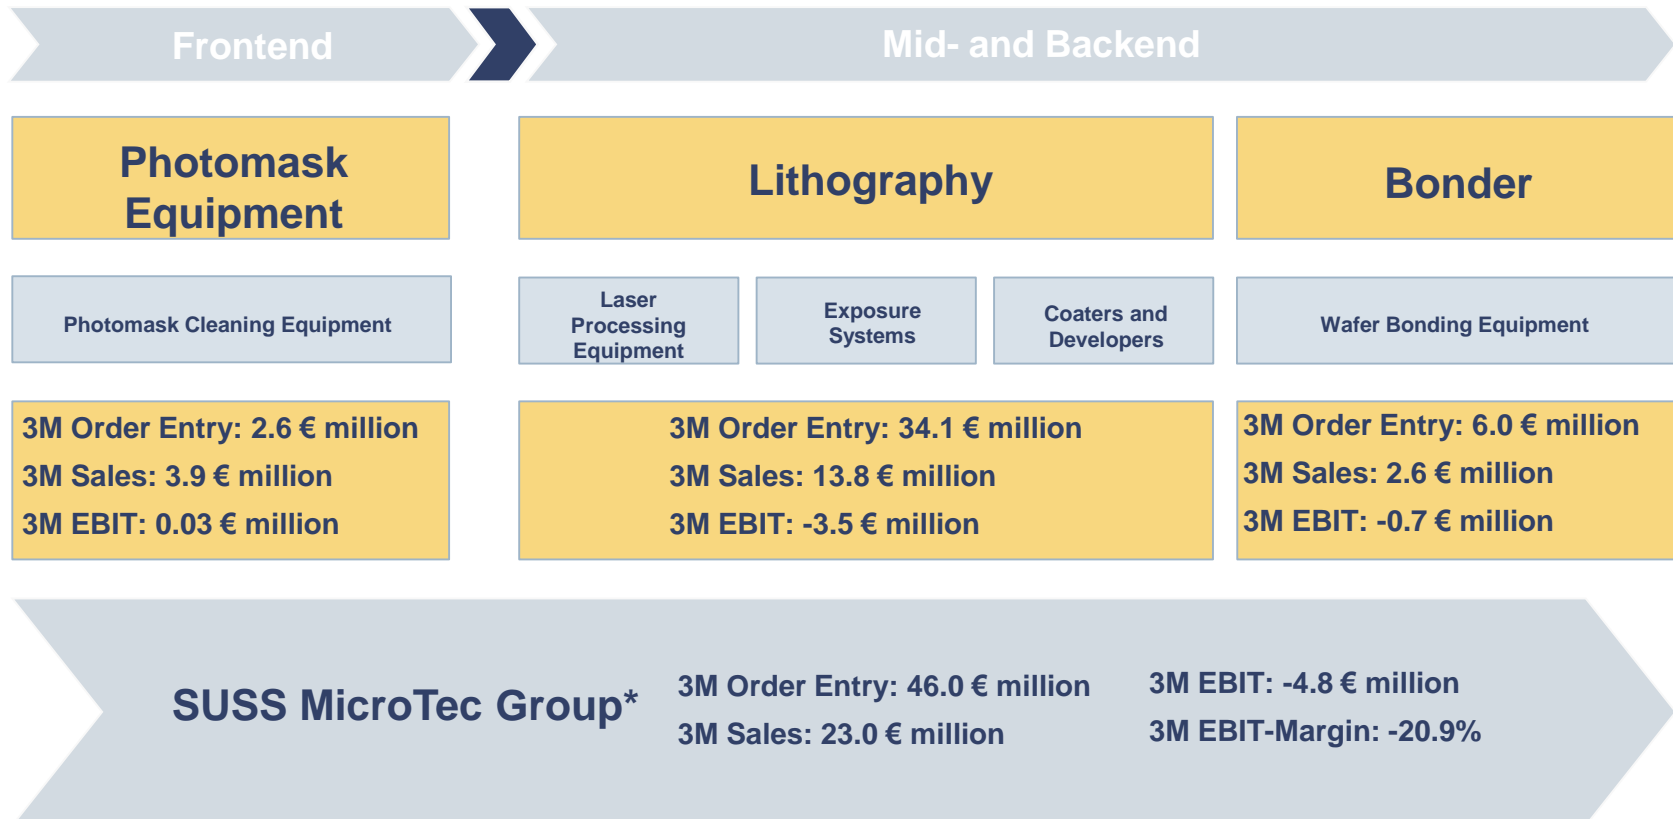 Frontend
Mid- and Backend
Photomask
Equipment
Lithography
Bonder
Photomask Cleaning Equipment
Laser
Processing
Equipment
Exposure
Systems
Coaters and
Developers
Wafer Bonding Equipment
3M Order Entry: 2.6 € million
3M Sales: 3.9 € million
3M EBIT: 0.03 € million
3M Order Entry: 34.1 € million
3M Sales: 13.8 € million
3M EBIT: -3.5 € million
3M Order Entry: 6.0 € million
3M Sales: 2.6 € million
3M EBIT: -0.7 € million
SUSS MicroTec Group*
3M Order Entry: 46.0 € million
3M Sales: 23.0 € million
3M EBIT: -4.8 € million
3M EBIT-Margin: -20.9%